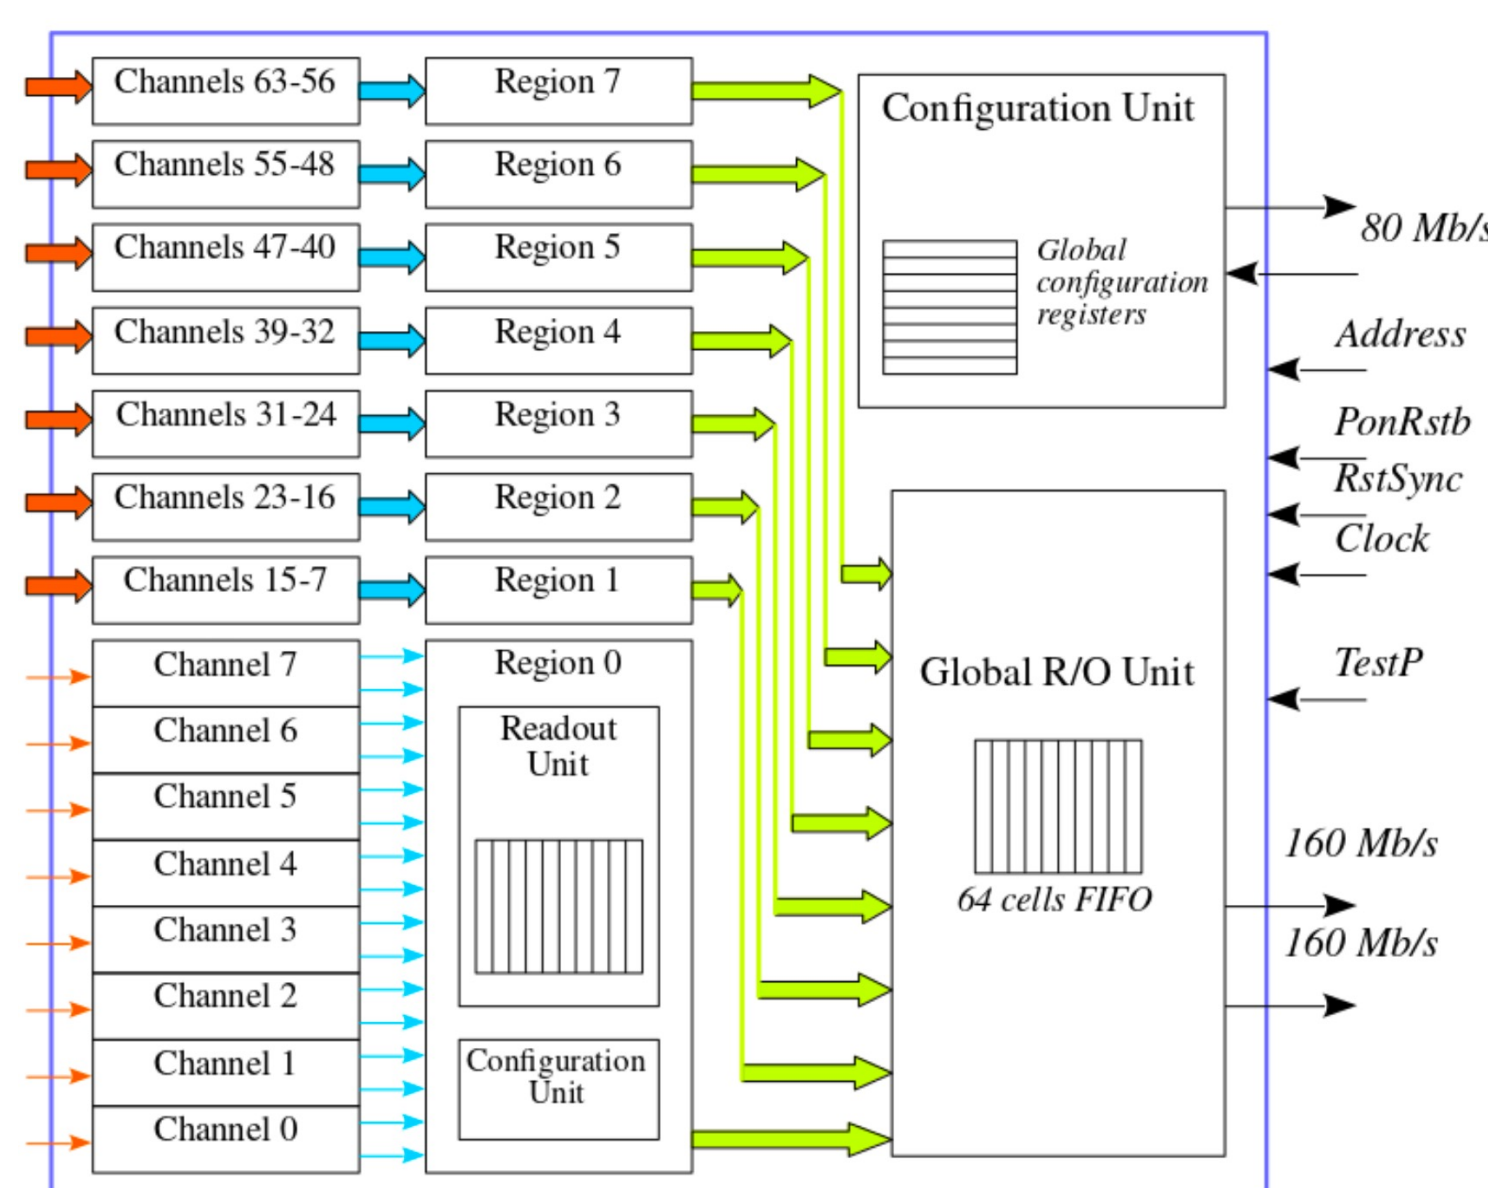 Channels 63-56
Region 7
Channels 55-48
Region 6
Channels 47-40
Region 5
Channels 39-32
Region 4
Channels 31-24
Region 3
Channels 23-16
Region 2
Channels 15-7
Region 1
Channel 7
Channel 6
Channel 5
Channel 4
Channel 3
Channel 2
Channel 1
Channel 0
Region 0
Readout
Unit
Configuration
Unit
Configuration Unit
Global
configuration
registers
Global R/O Unit
64 cells FIFO
80 Mb/s
Address
PonRstb
RstSync
Clock
TestP
160 Mb/s
160 Mb/s